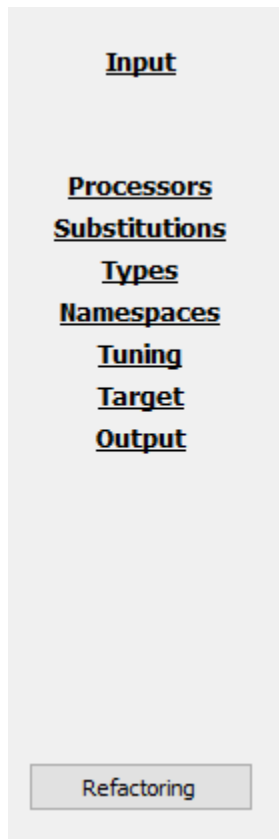 Input
Processors
Substitutions
Types
Namespaces
Tuning
Target
Output
Refactoring